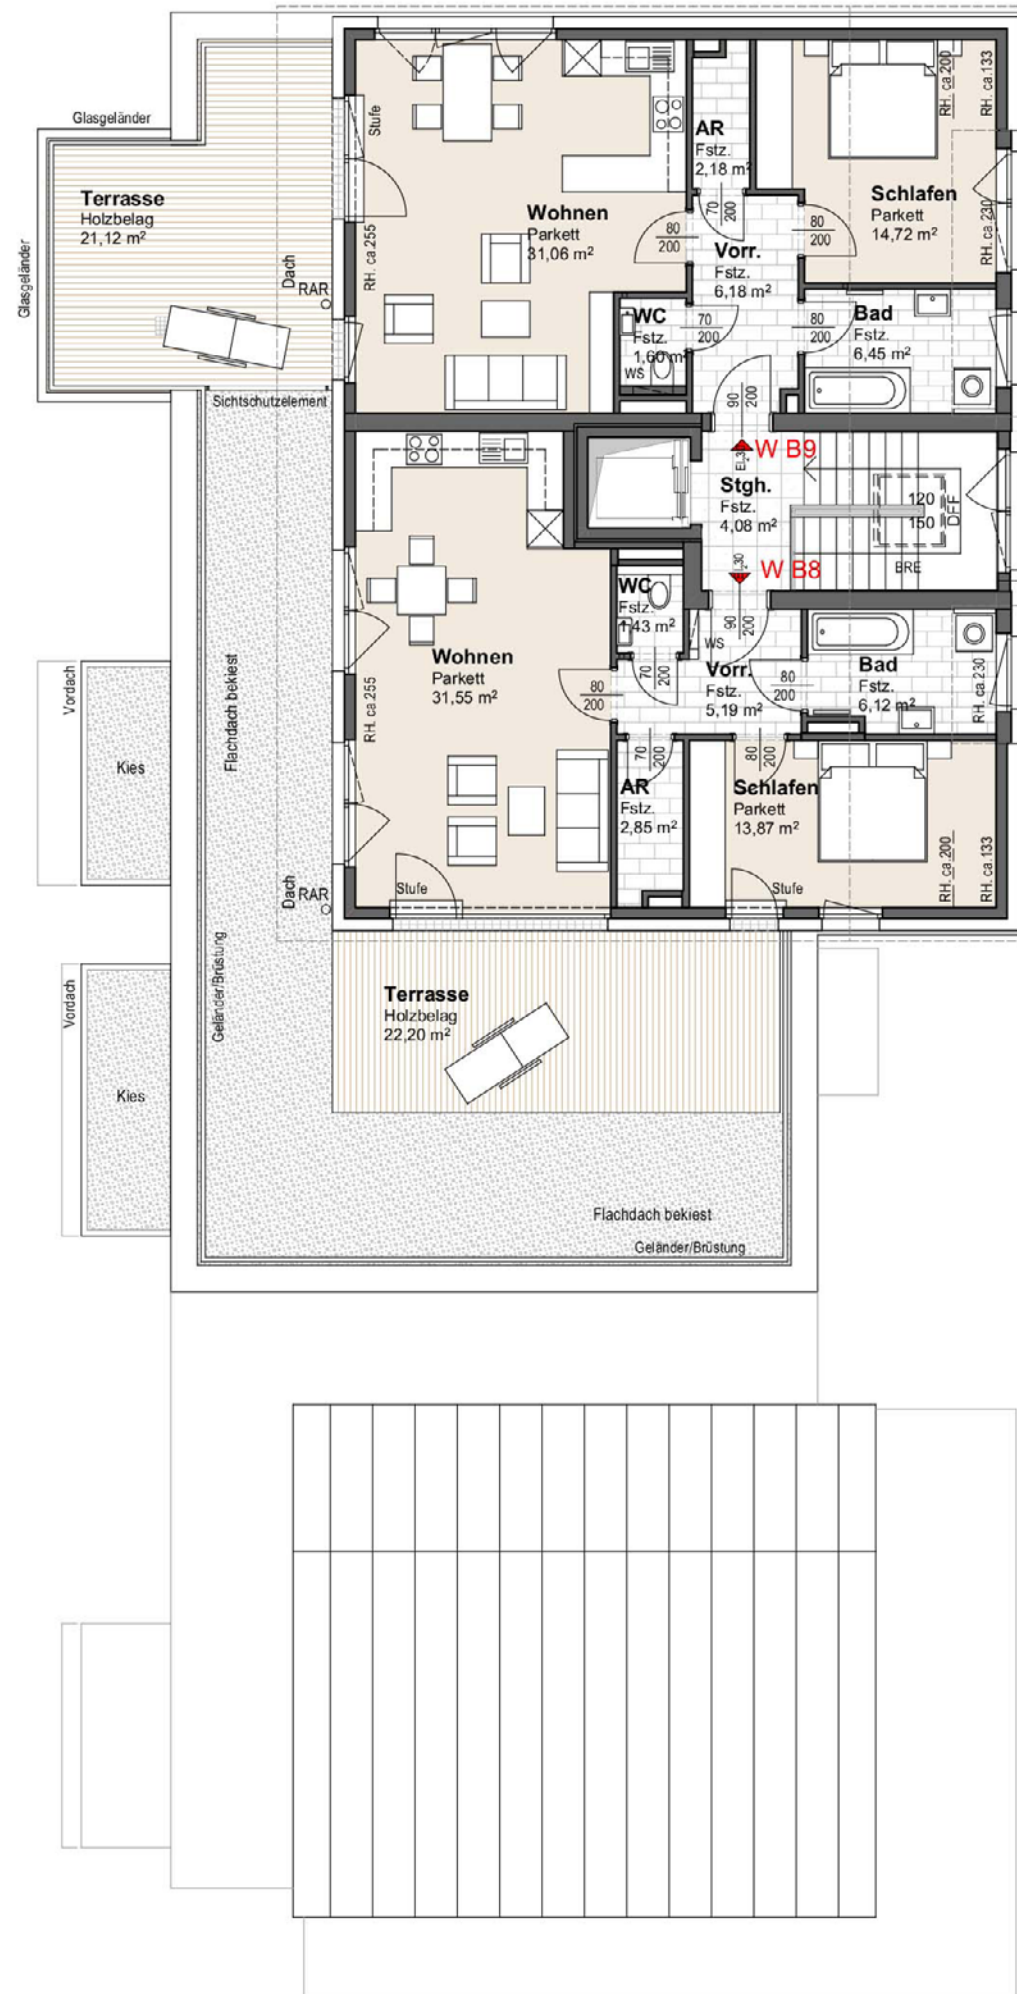 Glasgeländer
Glasgeländer
Terrasse
Holzbelag
21,12 m²
Stufe
RH. ca.255
Dach
RAR
Sichtschutzelement
Wohnen
Parkett
31,06 m²
80
200
AR
Fstz.
2,18 m²
70
200
Vorr.
Fstz.
6,18 m²
80
200
Schlafen
Parkett
14,72 m²
RH. ca.200
RH. ca.133
RH. ca.230
WC
Fstz.
1,60 m²
WS
70
200
80
200
Bad
Fstz.
6,45 m²
90
200
W B9
Stgh.
Fstz.
4,08 m²
120
150
DFF
BRE
W B8
90
200
WC
Fstz.
1,43 m²
WS
70
200
Vorr.
Fstz.
5,19 m²
80
200
Bad
Fstz.
6,12 m²
RH. ca.230
Wohnen
Parkett
31,55 m²
RH. ca.255
80
200
70
200
AR
Fstz.
2,85 m²
80
200
Schlafen
Parkett
13,87 m²
RH. ca.200
RH. ca.133
Stufe
Stufe
Dach
RAR
Vordach
Kies
Flachdach bekiest
Vordach
Kies
Geländer/Brüstung
Terrasse
Holzbelag
22,20 m²
Flachdach bekiest
Geländer/Brüstung